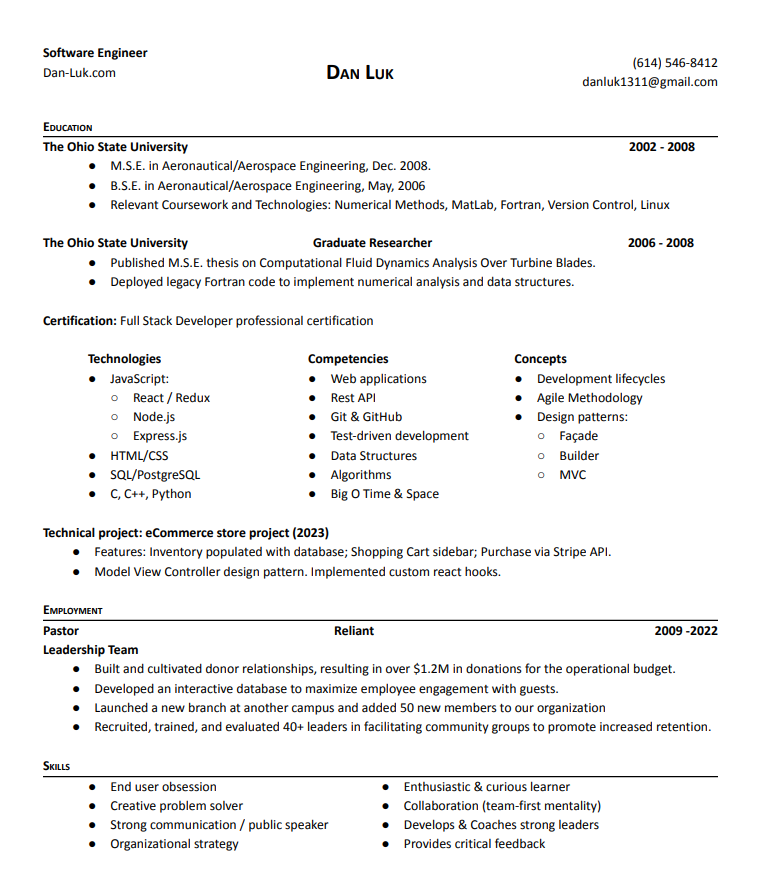 Software Engineer
Dan-Luk.com
Dan Luk
(614) 546-8412
danluk1311@gmail.com
Education
The Ohio State University 2002 - 2008
● M.S.E. in Aeronautical/Aerospace Engineering, Dec. 2008.
● B.S.E. in Aeronautical/Aerospace Engineering, May, 2006
● Relevant Coursework and Technologies: Numerical Methods, MatLab, Fortran, Version Control, Linux
The Ohio State University Graduate Researcher 2006 - 2008
● Published M.S.E. thesis on Computational Fluid Dynamics Analysis Over Turbine Blades.
● Deployed legacy Fortran code to implement numerical analysis and data structures.
Certification: Full Stack Developer professional certification
Technologies
● JavaScript:
○ React / Redux
○ Node.js
○ Express.js
● HTML/CSS
● SQL/PostgreSQL
● C, C++, Python
Competencies
● Web applications
● Rest API
● Git & GitHub
● Test-driven development
● Data Structures
● Algorithms
● Big O Time & Space
Concepts
● Development lifecycles
● Agile Methodology
● Design patterns:
○ Façade
○ Builder
○ MVC
Technical project: eCommerce store project (2023)
● Features: Inventory populated with database; Shopping Cart sidebar; Purchase via Stripe API.
● Model View Controller design pattern. Implemented custom react hooks.
Employment
Pastor Reliant 2009 -2022
Leadership Team
● Built and cultivated donor relationships, resulting in over $1.2M in donations for the operational budget.
● Developed an interactive database to maximize employee engagement with guests.
● Launched a new branch at another campus and added 50 new members to our organization
● Recruited, trained, and evaluated 40+ leaders in facilitating community groups to promote increased retention.
Skills
● End user obsession
● Creative problem solver
● Strong communication / public speaker
● Organizational strategy
● Enthusiastic & curious learner
● Collaboration (team-first mentality)
● Develops & Coaches strong leaders
● Provides critical feedback